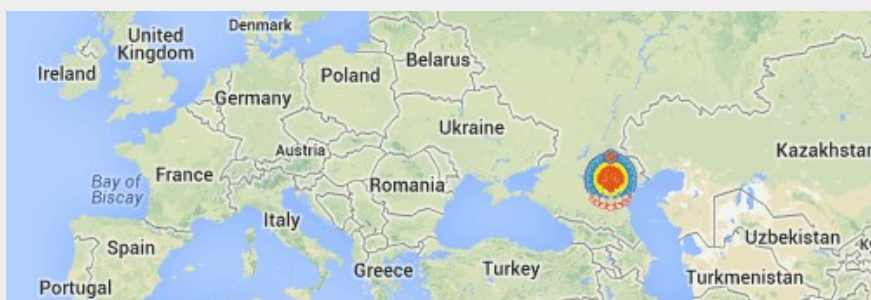 Denmark
United
Kingdom
Ireland
Belarus
Poland
Germany
Ukraine
Austria
Kazakhstan
France
Bay of
Biscay
Romania
Italy
Spain
Uzbekistan
Greece
Turkey
Turkmenistan
Portugal